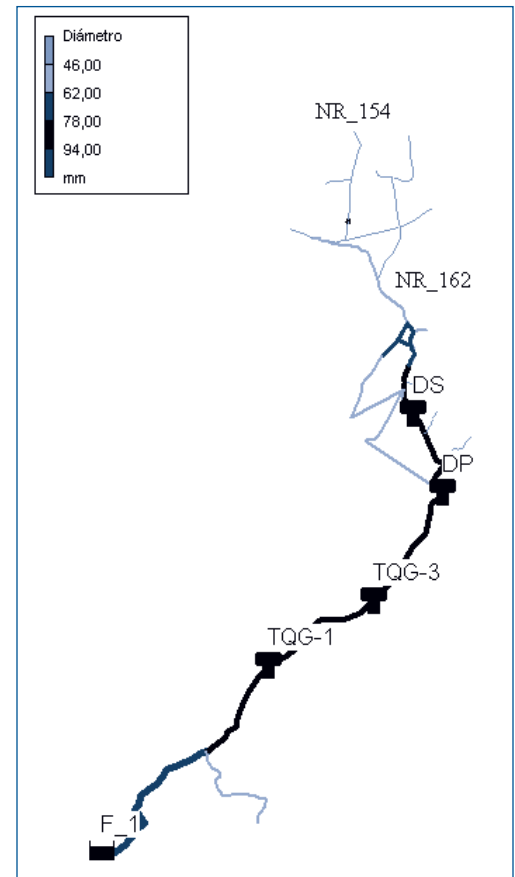 Diámetro
46,00
62,00
78,00
94,00
mm
NR_154
NR_162
DS
DP
TQG-3
TQG-1
F_1